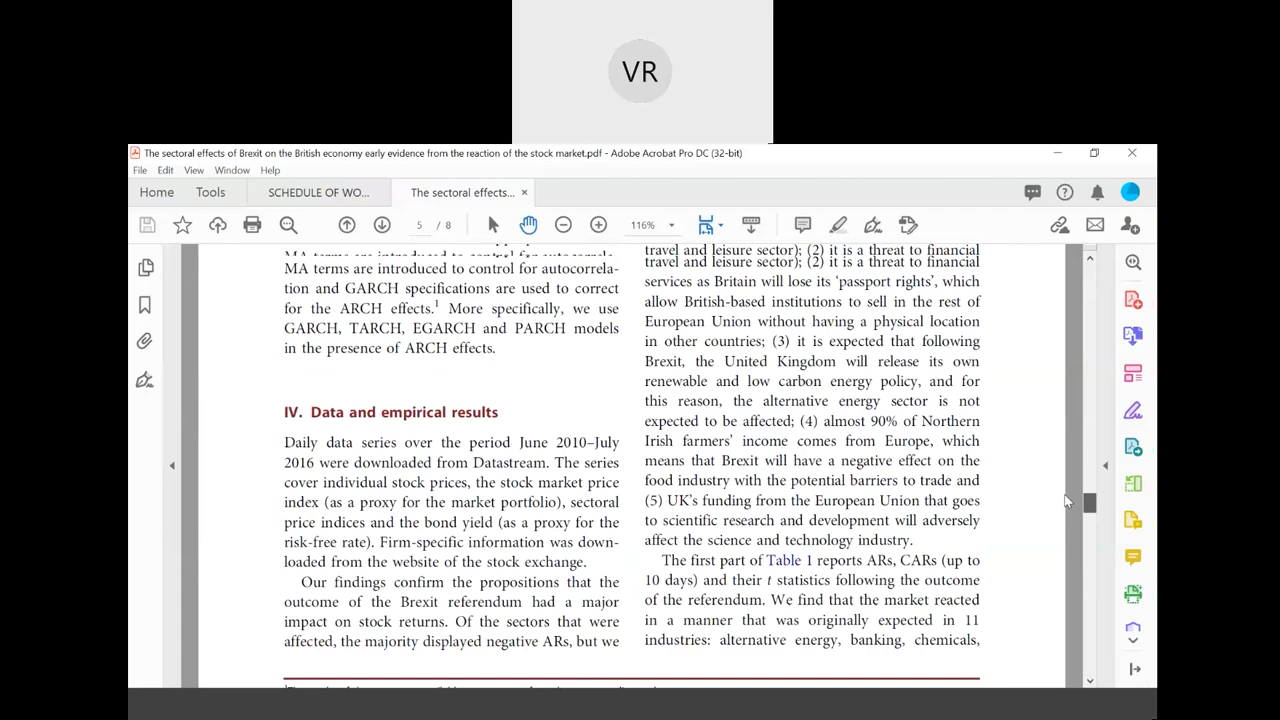 VR
The sectoral effects of Brexit on the British economy early evidence from the reaction of the stock market.pdf - Adobe Acrobat Pro DC (32-bit)
File Edit View Window Help
Home Tools SCHEDULE OF WO... The sectoral effects... ×
5 / 8 116%
MA terms are introduced to control for autocorrela-
tion and GARCH specifications are used to correct
for the ARCH effects.1 More specifically, we use
GARCH, TARCH, EGARCH and PARCH models
in the presence of ARCH effects.
IV. Data and empirical results
Daily data series over the period June 2010–July
2016 were downloaded from Datastream. The series
cover individual stock prices, the stock market price
index (as a proxy for the market portfolio), sectoral
price indices and the bond yield (as a proxy for the
risk-free rate). Firm-specific information was down-
loaded from the website of the stock exchange.
Our findings confirm the propositions that the
outcome of the Brexit referendum had a major
impact on stock returns. Of the sectors that were
affected, the majority displayed negative ARs, but we
travel and leisure sector); (2) it is a threat to financial
travel and leisure sector); (2) it is a threat to financial
services as Britain will lose its ‘passport rights’, which
allow British-based institutions to sell in the rest of
European Union without having a physical location
in other countries; (3) it is expected that following
Brexit, the United Kingdom will release its own
renewable and low carbon energy policy, and for
this reason, the alternative energy sector is not
expected to be affected; (4) almost 90% of Northern
Irish farmers’ income comes from Europe, which
means that Brexit will have a negative effect on the
food industry with the potential barriers to trade and
(5) UK’s funding from the European Union that goes
to scientific research and development will adversely
affect the science and technology industry.
The first part of Table 1 reports ARs, CARs (up to
10 days) and their t statistics following the outcome
of the referendum. We find that the market reacted
in a manner that was originally expected in 11
industries: alternative energy, banking, chemicals,